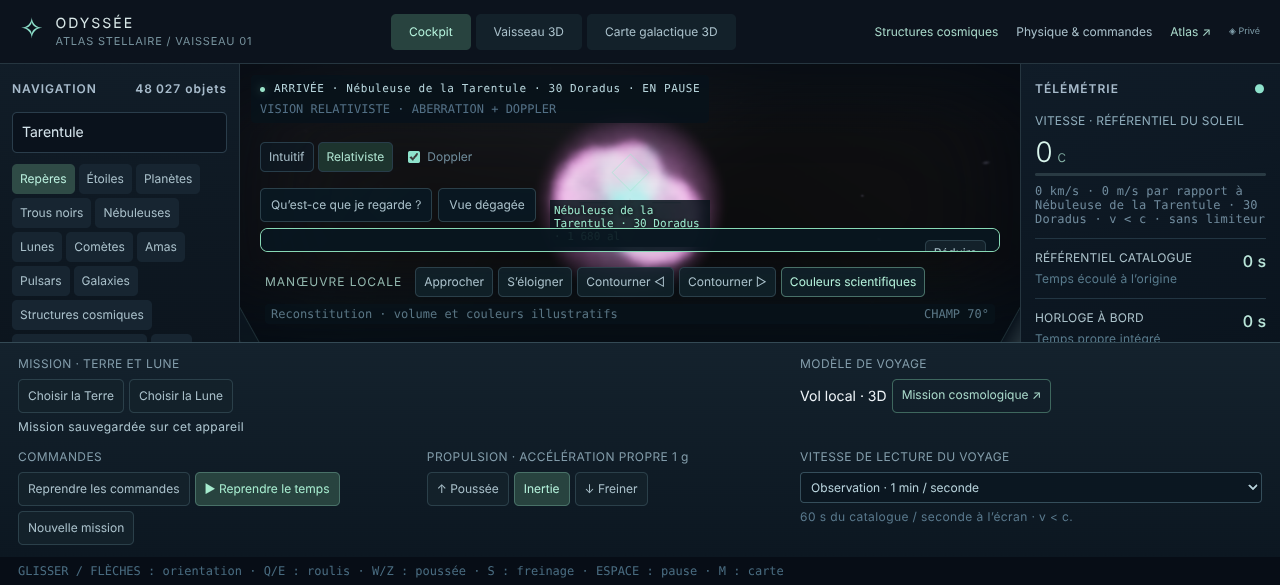 ODYSSÉE
ATLAS STELLAIRE / VAISSEAU 01
Cockpit
Vaisseau 3D
Carte galactique 3D
Structures cosmiques
Physique & commandes
Atlas ↗
◈ Privé
NAVIGATION
48 027 objets
Tarentule
Repères
Étoiles
Planètes
Trous noirs
Nébuleuses
Lunes
Comètes
Amas
Pulsars
Galaxies
Structures cosmiques
● ARRIVÉE · Nébuleuse de la Tarentule · 30 Doradus · EN PAUSE
VISION RELATIVISTE · ABERRATION + DOPPLER
Intuitif
Relativiste
Doppler
Qu’est-ce que je regarde ?
Vue dégagée
Nébuleuse de la
Tarentule · 30 Doradus
Réduire
MANŒUVRE LOCALE
Approcher
S’éloigner
Contourner ◁
Contourner ▷
Couleurs scientifiques
Reconstitution · volume et couleurs illustratifs
CHAMP 70°
TÉLÉMÉTRIE
VITESSE · RÉFÉRENTIEL DU SOLEIL
0 c
0 km/s · 0 m/s par rapport à
Nébuleuse de la Tarentule · 30
Doradus · v < c · sans limiteur
RÉFÉRENTIEL CATALOGUE
0 s
Temps écoulé à l’origine
HORLOGE À BORD
0 s
Temps propre intégré
MISSION · TERRE ET LUNE
Choisir la Terre
Choisir la Lune
Mission sauvegardée sur cet appareil
MODÈLE DE VOYAGE
Vol local · 3D
Mission cosmologique ↗
COMMANDES
Reprendre les commandes
▶ Reprendre le temps
Nouvelle mission
PROPULSION · ACCÉLÉRATION PROPRE 1 g
↑ Poussée
Inertie
↓ Freiner
VITESSE DE LECTURE DU VOYAGE
Observation · 1 min / seconde
60 s du catalogue / seconde à l’écran · v < c.
GLISSER / FLÈCHES : orientation · Q/E : roulis · W/Z : poussée · S : freinage · ESPACE : pause · M : carte